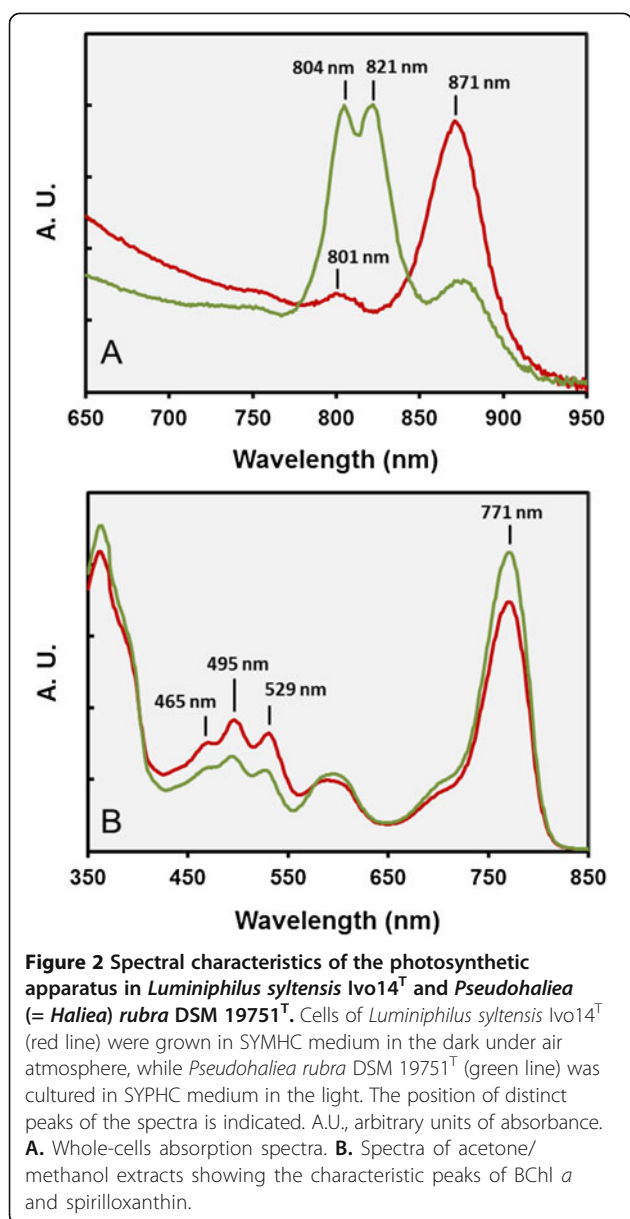 804 nm 821 nm
871 nm
801 nm
A. U.
A
650 700 750 800 850 900 950
Wavelength (nm)
771 nm
495 nm
465 nm 529 nm
A. U.
B
350 450 550 650 750 850
Wavelength (nm)
Figure 2 Spectral characteristics of the photosynthetic
apparatus in Luminiphilus syltensis Ivo14T and Pseudohaliea
(= Haliea) rubra DSM 19751T. Cells of Luminiphilus syltensis Ivo14T
(red line) were grown in SYMHC medium in the dark under air
atmosphere, while Pseudohaliea rubra DSM 19751T (green line) was
cultured in SYPHC medium in the light. The position of distinct
peaks of the spectra is indicated. A.U., arbitrary units of absorbance.
A. Whole-cells absorption spectra. B. Spectra of acetone/
methanol extracts showing the characteristic peaks of BChl a
and spirilloxanthin.